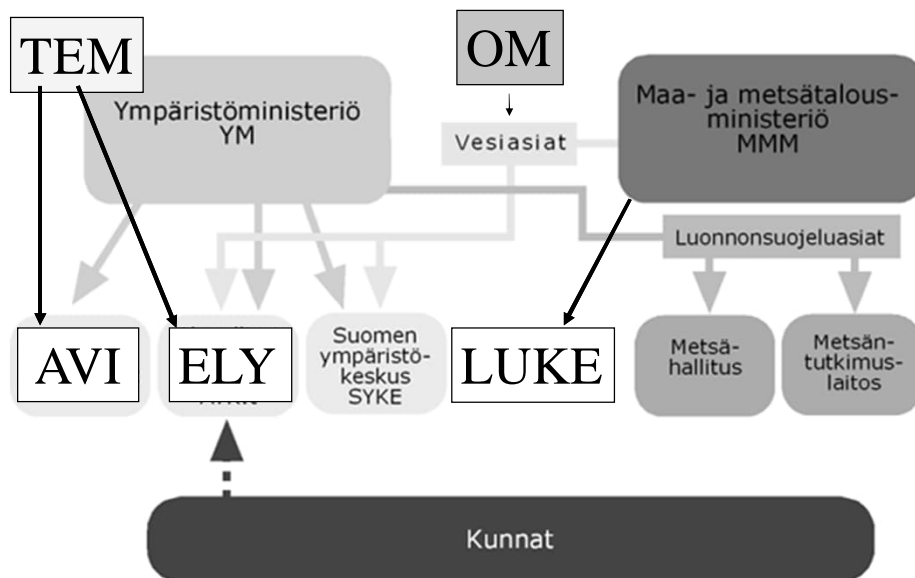 TEM
OM
Ympäristöministeriö
YM
Maa- ja metsätalous-
ministeriö
MMM
Vesiasiat
Luonnonsuojeluasiat
AVI
ELY
Suomen
ympäristö-
keskus
SYKE
LUKE
Metsä-
hallitus
Metsän-
tutkimus-
laitos
Kunnat